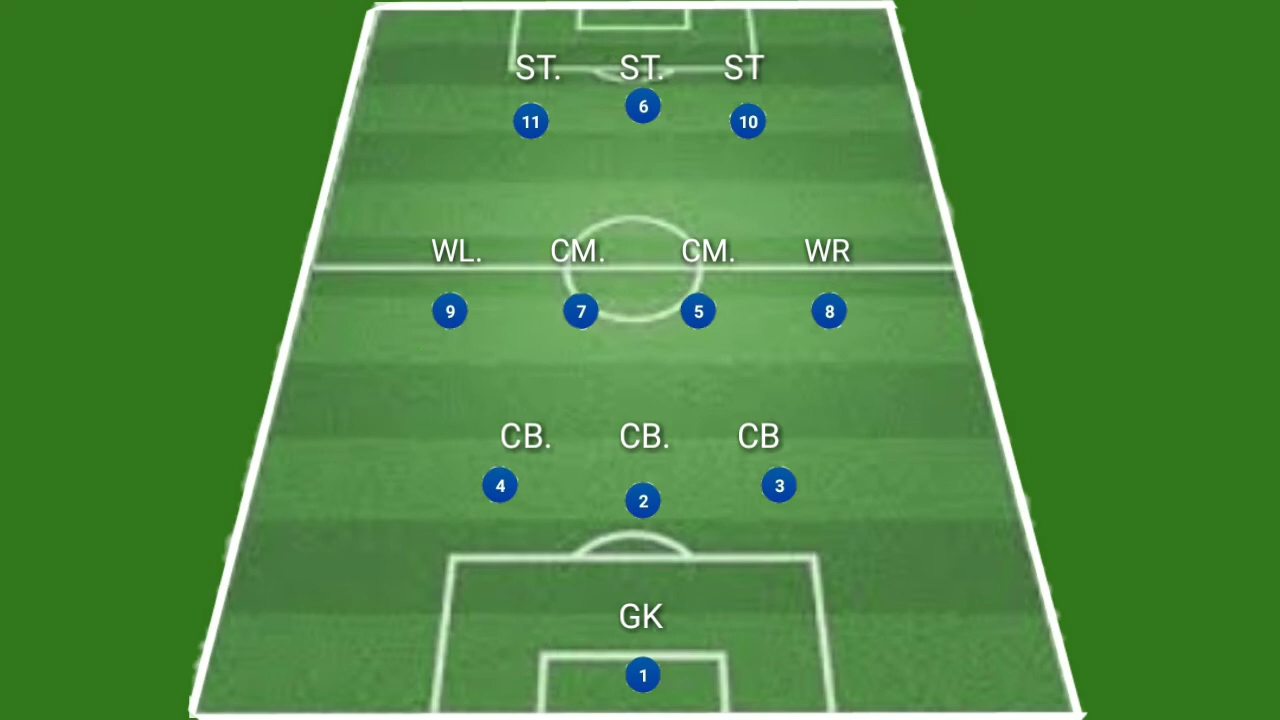 ST. ST. ST
11 6 10
WL. CM. CM. WR
9 7 5 8
CB. CB. CB
4 2 3
GK
1